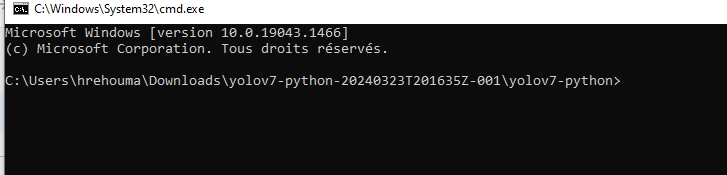 C:\Windows\System32\cmd.exe
Microsoft Windows [version 10.0.19043.1466]
(c) Microsoft Corporation. Tous droits réservés.
C:\Users\hrehouma\Downloads\yolov7-python-20240323T201635Z-001\yolov7-python>